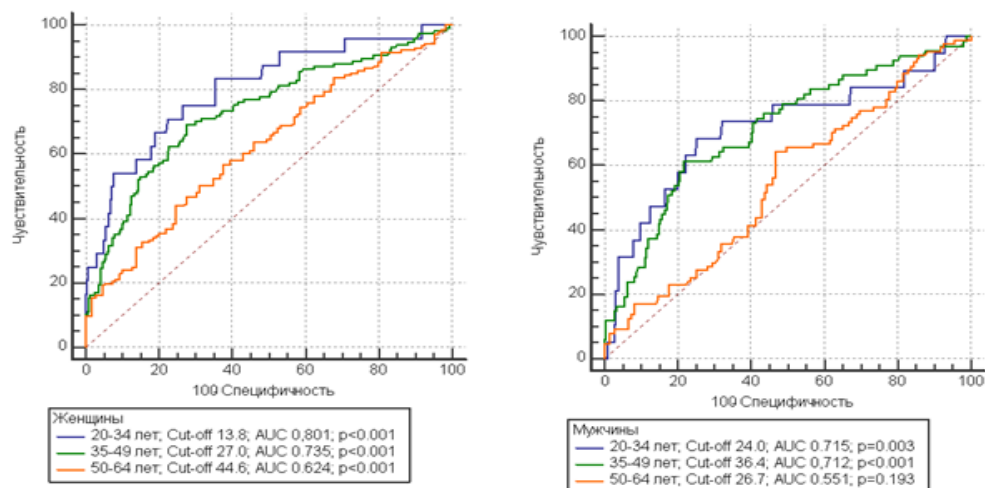 100
80
60
40
20
0
Чувствительность
0 20 40 60 80 100
100 Специфичность
Женщины
20-34 лет; Cut-off 13.8; AUC 0,801; p<0.001
35-49 лет; Cut-off 27.0; AUC 0.735; p<0.001
50-64 лет; Cut-off 44.6; AUC 0.624; p<0.001
100
80
60
40
20
0
Чувствительность
0 20 40 60 80 100
100 Специфичность
Мужчины
20-34 лет; Cut-off 24.0; AUC 0.715; p=0.003
35-49 лет; Cut-off 36.4; AUC 0,712; p<0.001
50-64 лет; Cut-off 26.7; AUC 0.551; p=0.193